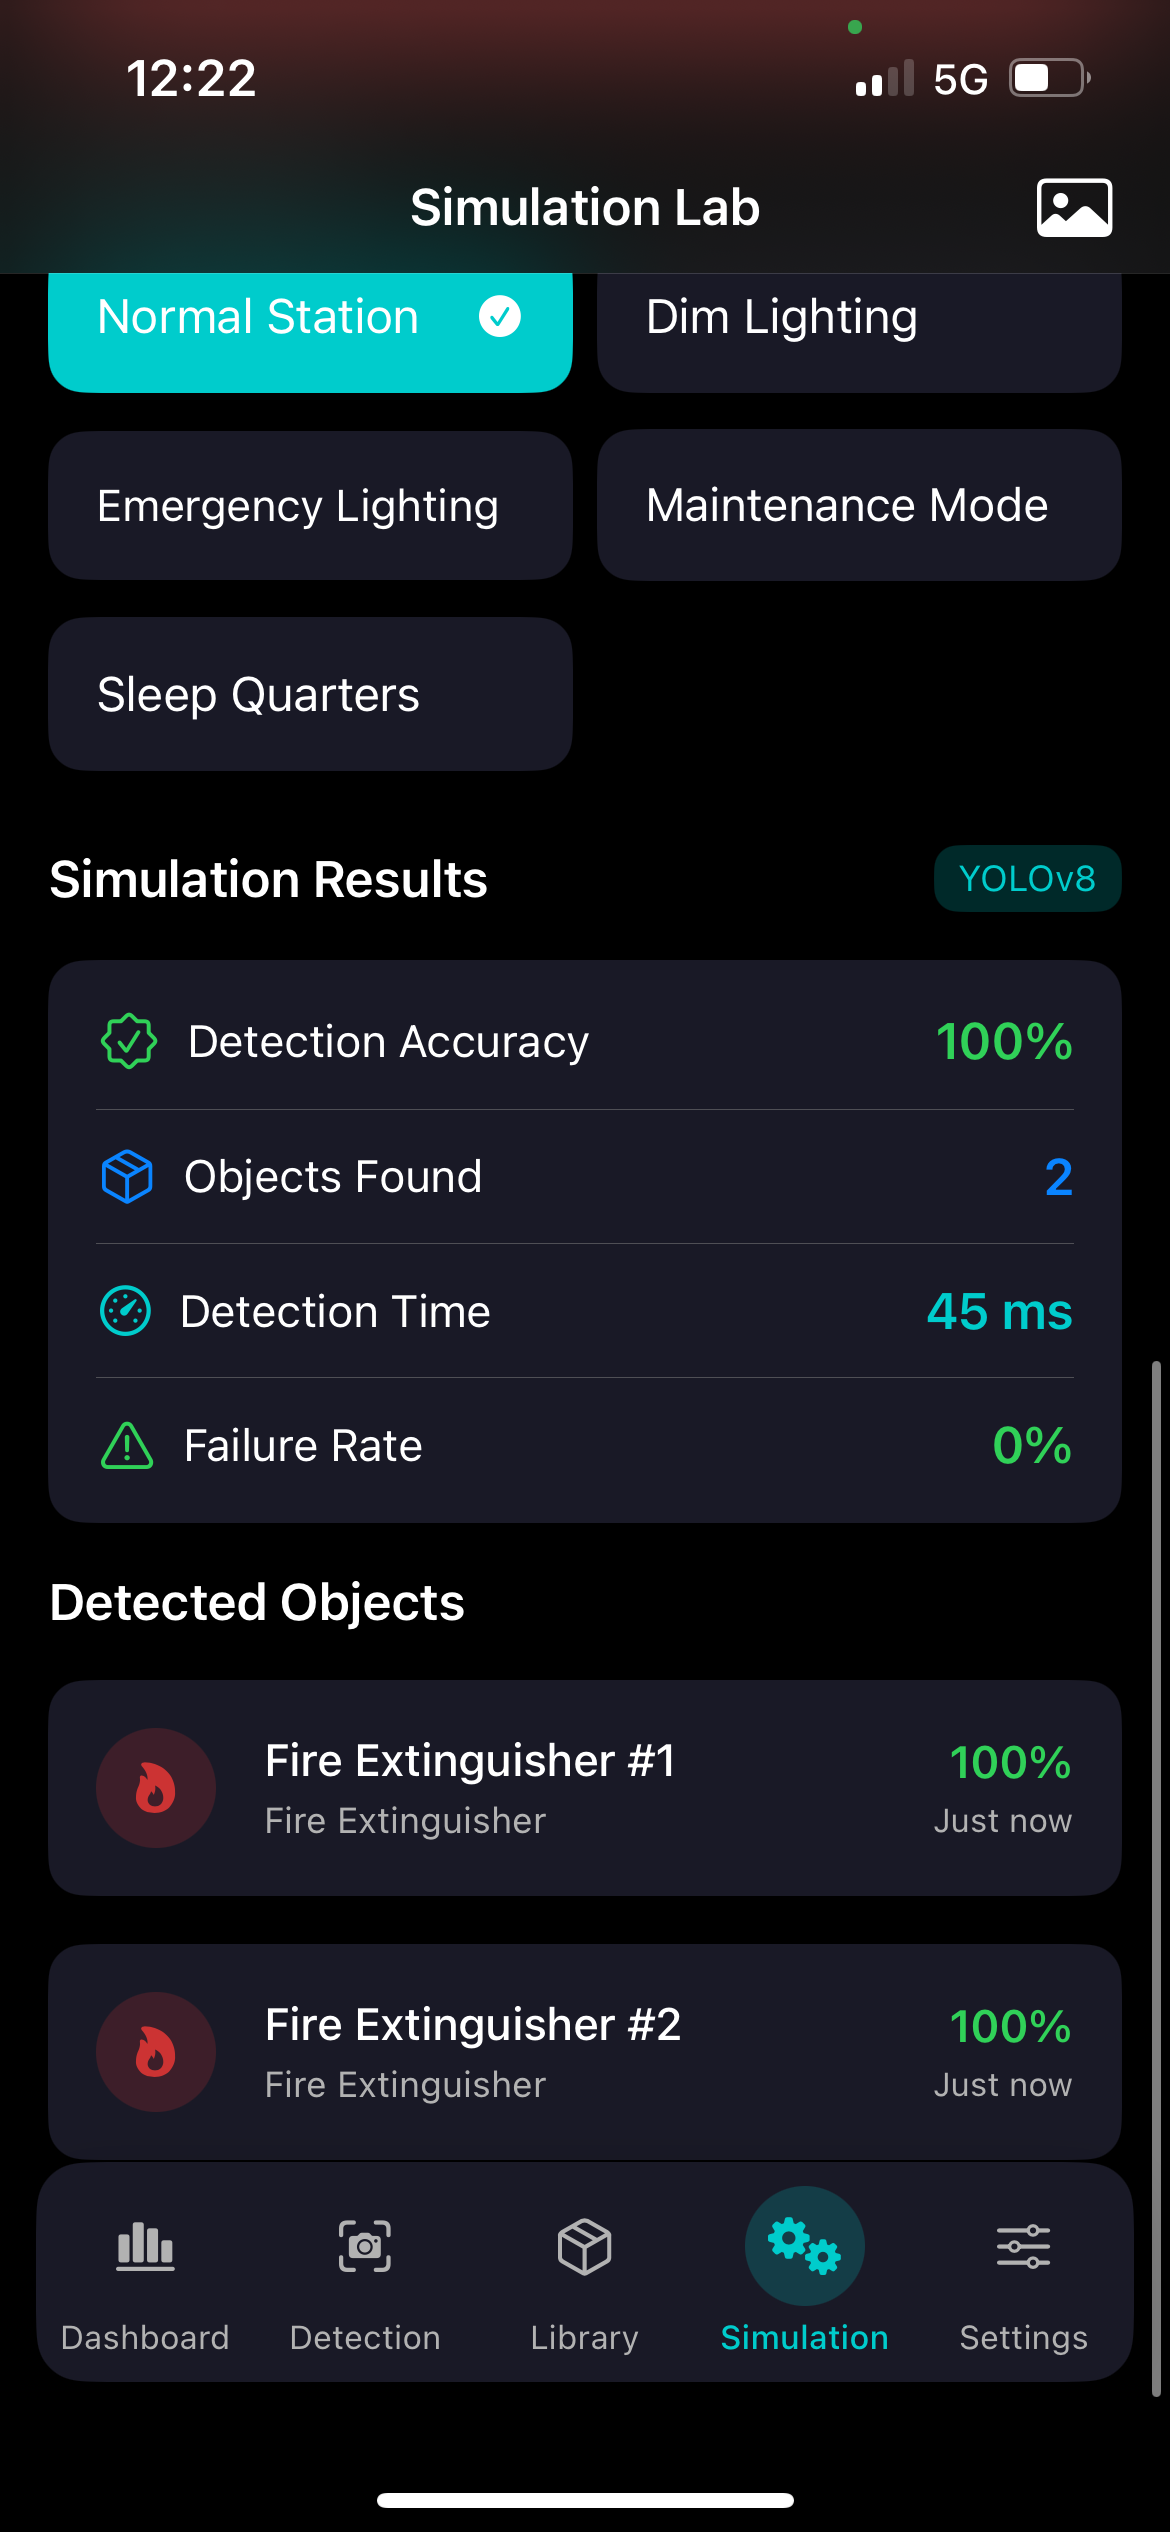 12:22
5G
Simulation Lab
Normal Station
Dim Lighting
Emergency Lighting
Maintenance Mode
Sleep Quarters
Simulation Results
YOLOv8
Detection Accuracy
100%
Objects Found
2
Detection Time
45 ms
Failure Rate
0%
Detected Objects
Fire Extinguisher #1
100%
Fire Extinguisher
Just now
Fire Extinguisher #2
100%
Fire Extinguisher
Just now
Dashboard
Detection
Library
Simulation
Settings